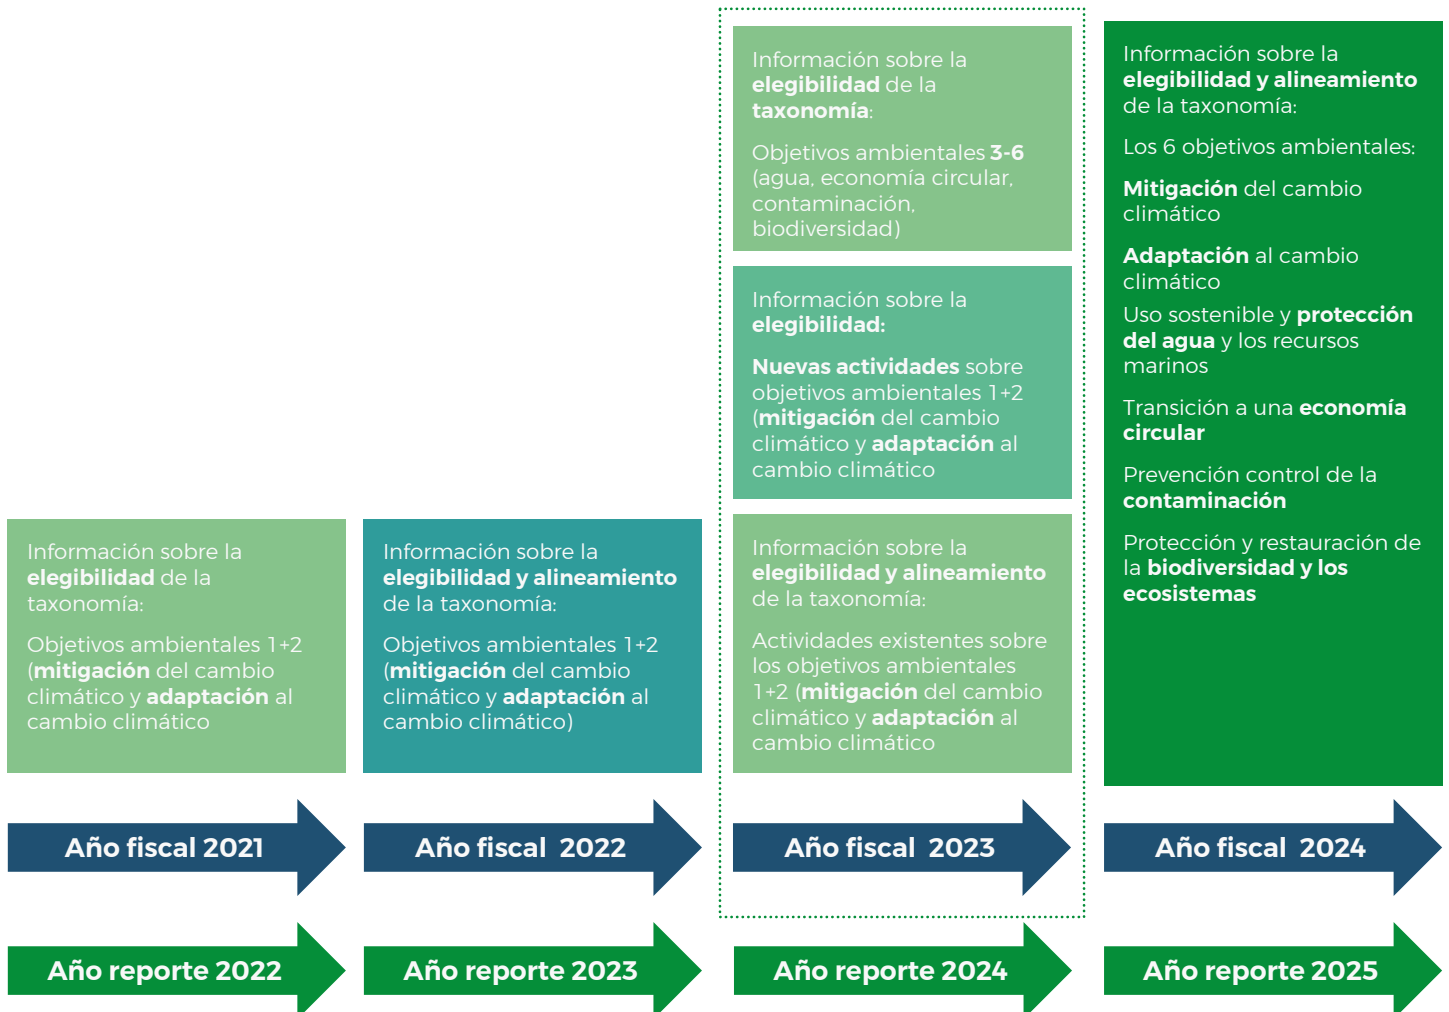 Información sobre la
elegibilidad de la
taxonomía:
Objetivos ambientales 1+2
(mitigación del cambio
climático y adaptación al
cambio climático
Información sobre la
elegibilidad y alineamiento
de la taxonomía:
Objetivos ambientales 1+2
(mitigación del cambio
climático y adaptación al
cambio climático)
Información sobre la
elegibilidad de la
taxonomía:
Objetivos ambientales 3-6
(agua, economía circular,
contaminación,
biodiversidad)
Información sobre la
elegibilidad:
Nuevas actividades sobre
objetivos ambientales 1+2
(mitigación del cambio
climático y adaptación al
cambio climático
Información sobre la
elegibilidad y alineamiento
de la taxonomía:
Actividades existentes sobre
los objetivos ambientales
1+2 (mitigación del cambio
climático y adaptación al
cambio climático
Información sobre la
elegibilidad y alineamiento
de la taxonomía:
Los 6 objetivos ambientales:
Mitigación del cambio
climático
Adaptación al cambio
climático
Uso sostenible y protección
del agua y los recursos
marinos
Transición a una economía
circular
Prevención control de la
contaminación
Protección y restauración de
la biodiversidad y los
ecosistemas
Año fiscal 2021
Año fiscal 2022
Año fiscal 2023
Año fiscal 2024
Año reporte 2022
Año reporte 2023
Año reporte 2024
Año reporte 2025